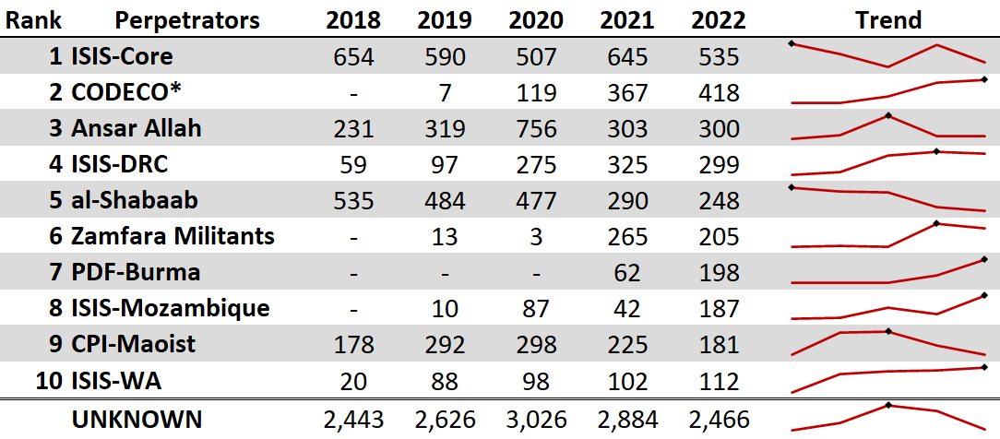 Rank Perpetrators 2018 2019 2020 2021 2022 Trend
1 ISIS-Core 654 590 507 645 535
2 CODECO* - 7 119 367 418
3 Ansar Allah 231 319 756 303 300
4 ISIS-DRC 59 97 275 325 299
5 al-Shabaab 535 484 477 290 248
6 Zamfara Militants - 13 3 265 205
7 PDF-Burma - - - 62 198
8 ISIS-Mozambique - 10 87 42 187
9 CPI-Maoist 178 292 298 225 181
10 ISIS-WA 20 88 98 102 112
UNKNOWN 2,443 2,626 3,026 2,884 2,466